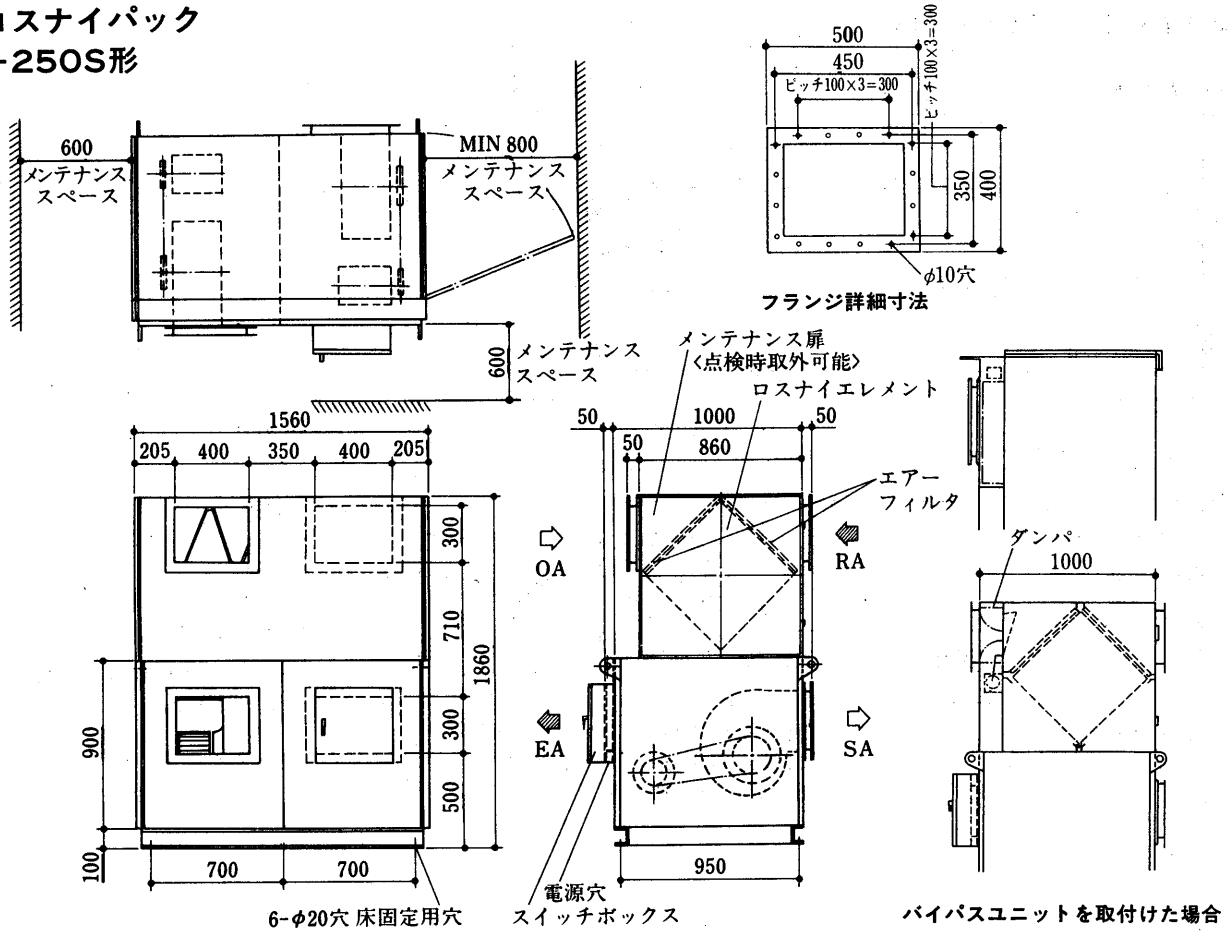 ロスナイパック
-250S形
500
450
ピッチ100×3=300
ピッチ100×3=300
350
400
φ10穴
フランジ詳細寸法
600
メンテナンス
スペース
MIN 800
メンテナンス
スペース
600
メンテナンス
スペース
メンテナンス扉
<点検時取外可能>
ロスナイエレメント
1560
205
400
350
400
205
300
710
1860
300
500
900
100
700
700
6-φ20穴 床固定用穴
50
1000
50
50
860
エアー
フィルタ
OA
RA
EA
SA
950
電源穴
スイッチボックス
ダンパ
1000
バイパスユニットを取付けた場合